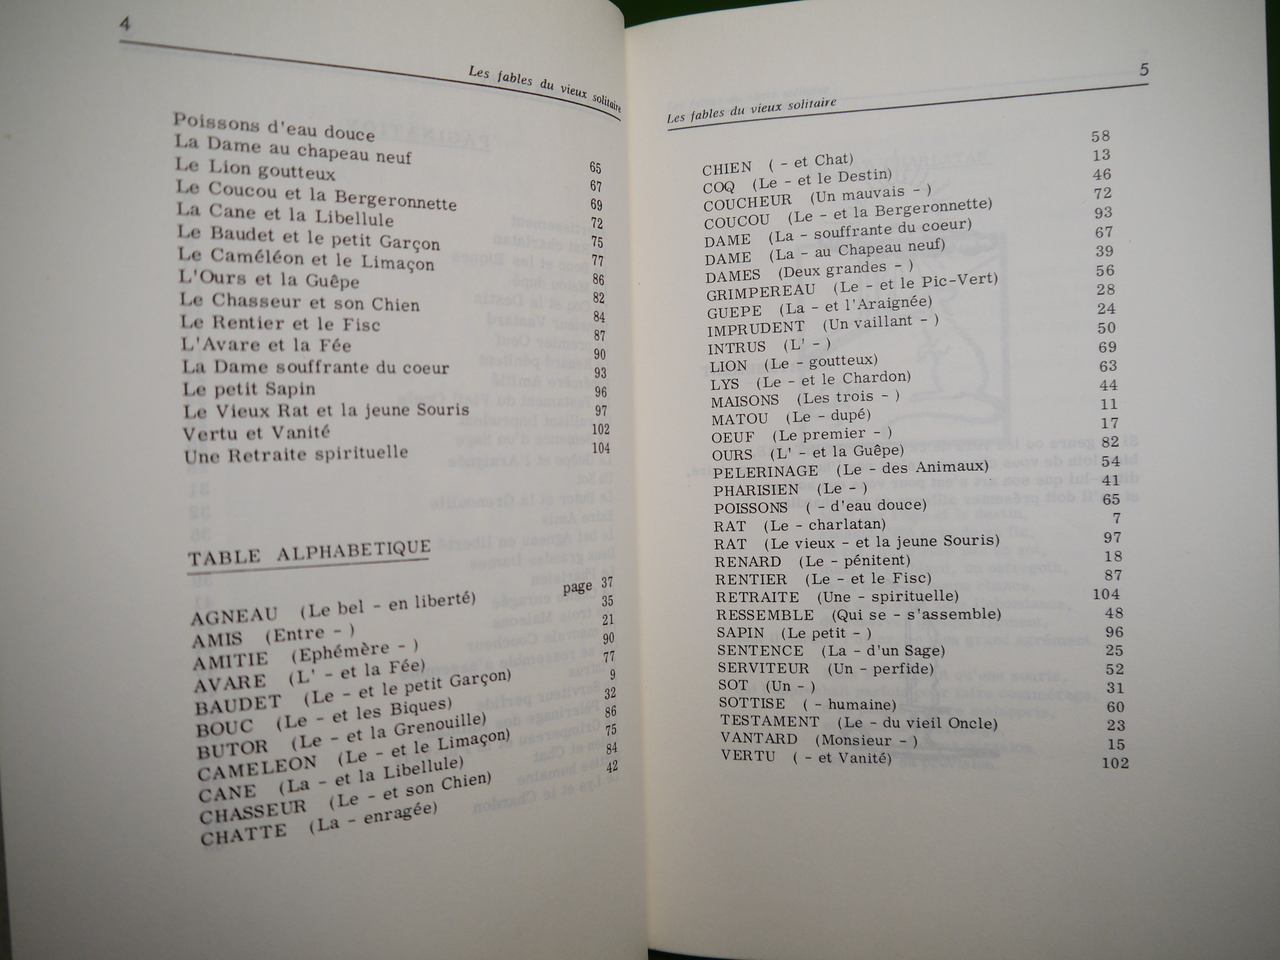 4
Les fables du vieux solitaire
Poissons d'eau douce 65
La Dame au chapeau neuf 67
Le Lion goutteux 69
Le Coucou et la Bergeronnette 72
La Cane et la Libellule 75
Le Baudet et le petit Garçon 77
Le Caméléon et le Limaçon 86
L'Ours et la Guêpe 82
Le Chasseur et son Chien 84
Le Rentier et le Fisc 87
L'Avare et la Fée 90
La Dame souffrante du coeur 93
Le petit Sapin 96
Le Vieux Rat et la jeune Souris 97
Vertu et Vanité 102
Une Retraite spirituelle 104
TABLE ALPHABETIQUE
AGNEAU (Le bel - en liberté) page 37
AMIS (Entre - ) 35
AMITIE (Ephémère - ) 21
AVARE (L' - et la Fée) 90
BAUDET (Le - et le petit Garçon) 77
BOUC (Le - et les Biques) 9
BUTOR (Le - et la Grenouille) 32
CAMELEON (Le - et le Limaçon) 86
CANE (La - et la Libellule) 75
CHASSEUR (Le - et son Chien) 84
CHATTE (La - enragée) 42
5
Les fables du vieux solitaire
CHIEN ( - et Chat) 58
COQ (Le - et le Destin) 13
COUCHEUR (Un mauvais - ) 46
COUCOU (Le - et la Bergeronnette) 72
DAME (La - souffrante du coeur) 93
DAME (La - au Chapeau neuf) 67
DAMES (Deux grandes - ) 39
GRIMPEREAU (Le - et le Pic-Vert) 56
GUEPE (La - et l'Araignée) 28
IMPRUDENT (Un vaillant - ) 24
INTRUS (L' - ) 50
LION (Le - goutteux) 69
LYS (Le - et le Chardon) 63
MAISONS (Les trois - ) 44
MATOU (Le - dupé) 11
OEUF (Le premier - ) 17
OURS (L' - et la Guêpe) 82
PELERINAGE (Le - des Animaux) 54
PHARISIEN (Le - ) 41
POISSONS ( - d'eau douce) 65
RAT (Le - charlatan) 7
RAT (Le vieux - et la jeune Souris) 97
RENARD (Le - pénitent) 18
RENTIER (Le - et le Fisc) 87
RETRAITE (Une - spirituelle) 104
RESSEMBLE (Qui se - s'assemble) 48
SAPIN (Le petit - ) 96
SENTENCE (La - d'un Sage) 25
SERVITEUR (Un - perfide) 52
SOT (Un - ) 31
SOTTISE ( - humaine) 60
TESTAMENT (Le - du vieil Oncle) 23
VANTARD (Monsieur - ) 15
VERTU ( - et Vanité) 102